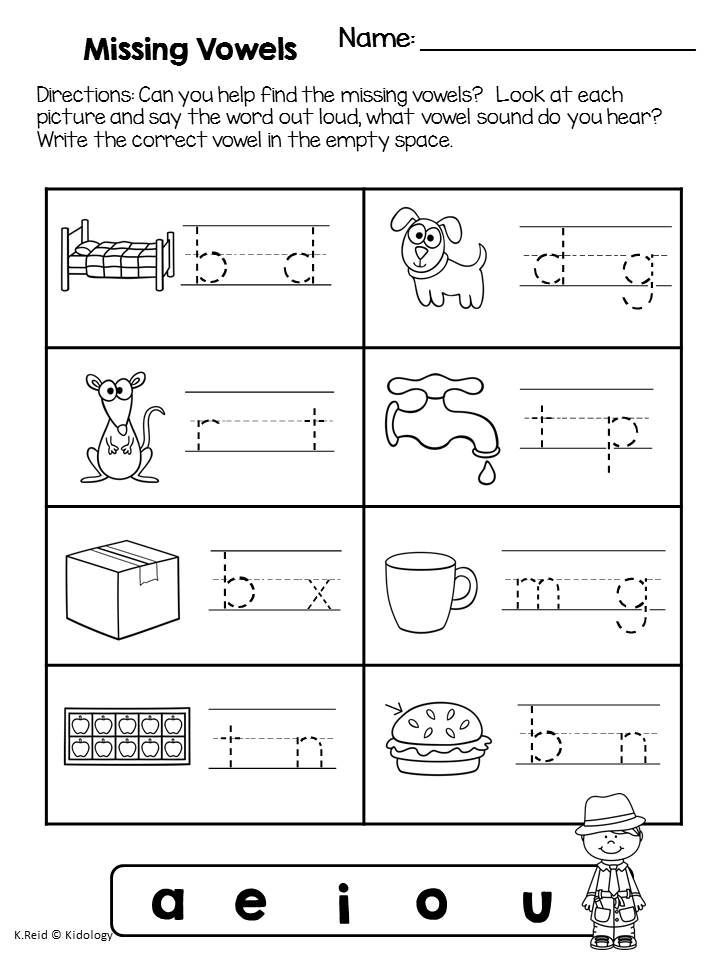 Missing Vowels Name:
Directions: Can you help find the missing vowels? Look at each
picture and say the word out loud, what vowel sound do you hear?
Write the correct vowel in the empty space.
b d
d g
r t
t p
b x
m g
t n
b n
a e i o u
K.Reid © Kidology